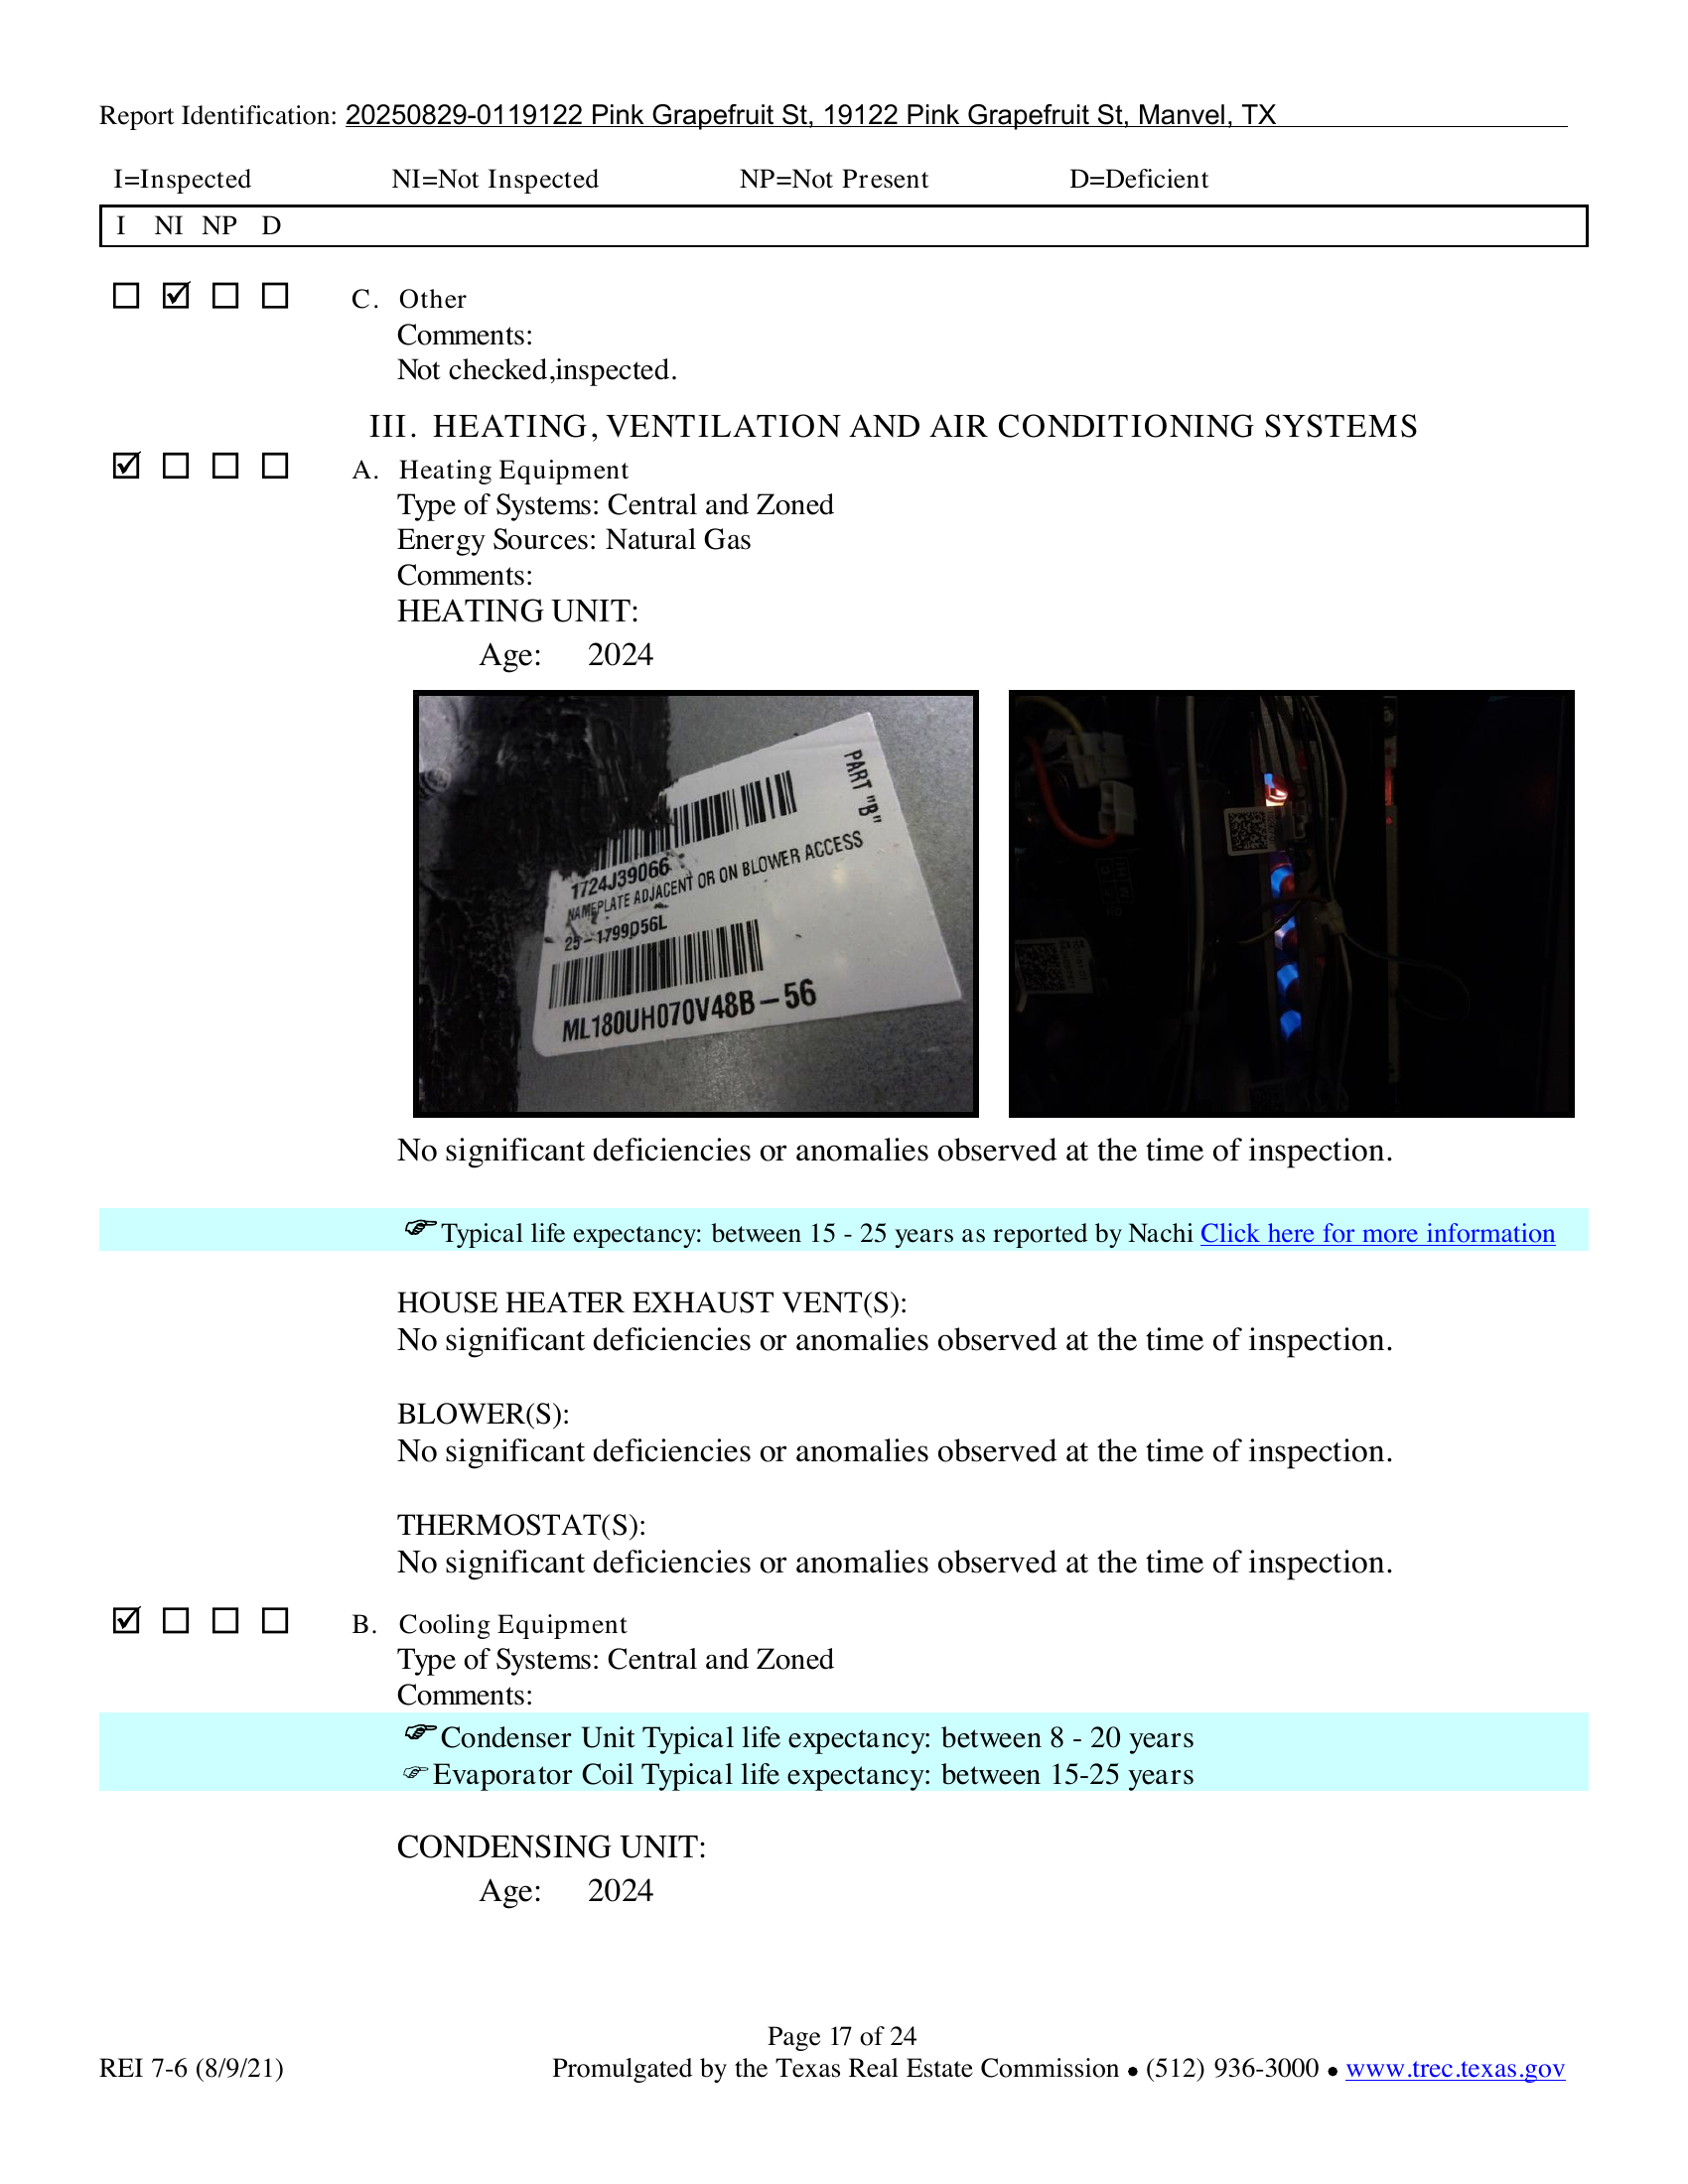 Report Identification: 20250829-0119122 Pink Grapefruit St, 19122 Pink Grapefruit St, Manvel, TX
I=Inspected NI=Not Inspected NP=Not Present D=Deficient
I NI NP D
C. Other
Comments:
Not checked,inspected.
III. HEATING, VENTILATION AND AIR CONDITIONING SYSTEMS
A. Heating Equipment
Type of Systems: Central and Zoned
Energy Sources: Natural Gas
Comments:
HEATING UNIT:
Age: 2024
PART "B"
1724J39066
NAMEPLATE ADJACENT OR ON BLOWER ACCESS
25-1799D56L
ML180UH070V48B-56
No significant deficiencies or anomalies observed at the time of inspection.
Typical life expectancy: between 15 - 25 years as reported by Nachi Click here for more information
HOUSE HEATER EXHAUST VENT(S):
No significant deficiencies or anomalies observed at the time of inspection.
BLOWER(S):
No significant deficiencies or anomalies observed at the time of inspection.
THERMOSTAT(S):
No significant deficiencies or anomalies observed at the time of inspection.
B. Cooling Equipment
Type of Systems: Central and Zoned
Comments:
Condenser Unit Typical life expectancy: between 8 - 20 years
Evaporator Coil Typical life expectancy: between 15-25 years
CONDENSING UNIT:
Age: 2024
Page 17 of 24
REI 7-6 (8/9/21) Promulgated by the Texas Real Estate Commission ● (512) 936-3000 ● www.trec.texas.gov